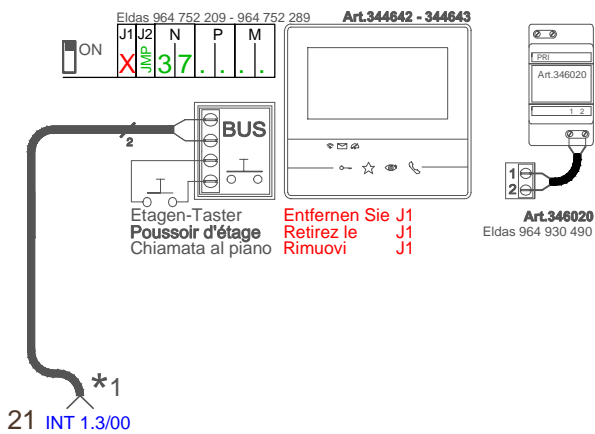 Eldas 964 752 209 - 964 752 289
Art.344642 - 344643
ON
J1 J2 N P M
X JMP 3 7 . . . .
PRI
Art.346020
1 2
BUS
2
1
2
Etagen-Taster
Poussoir d'étage
Chiamata al piano
Entfernen Sie J1
Retirez le J1
Rimuovi J1
Art.346020
Eldas 964 930 490
*1
21 INT 1.3/00